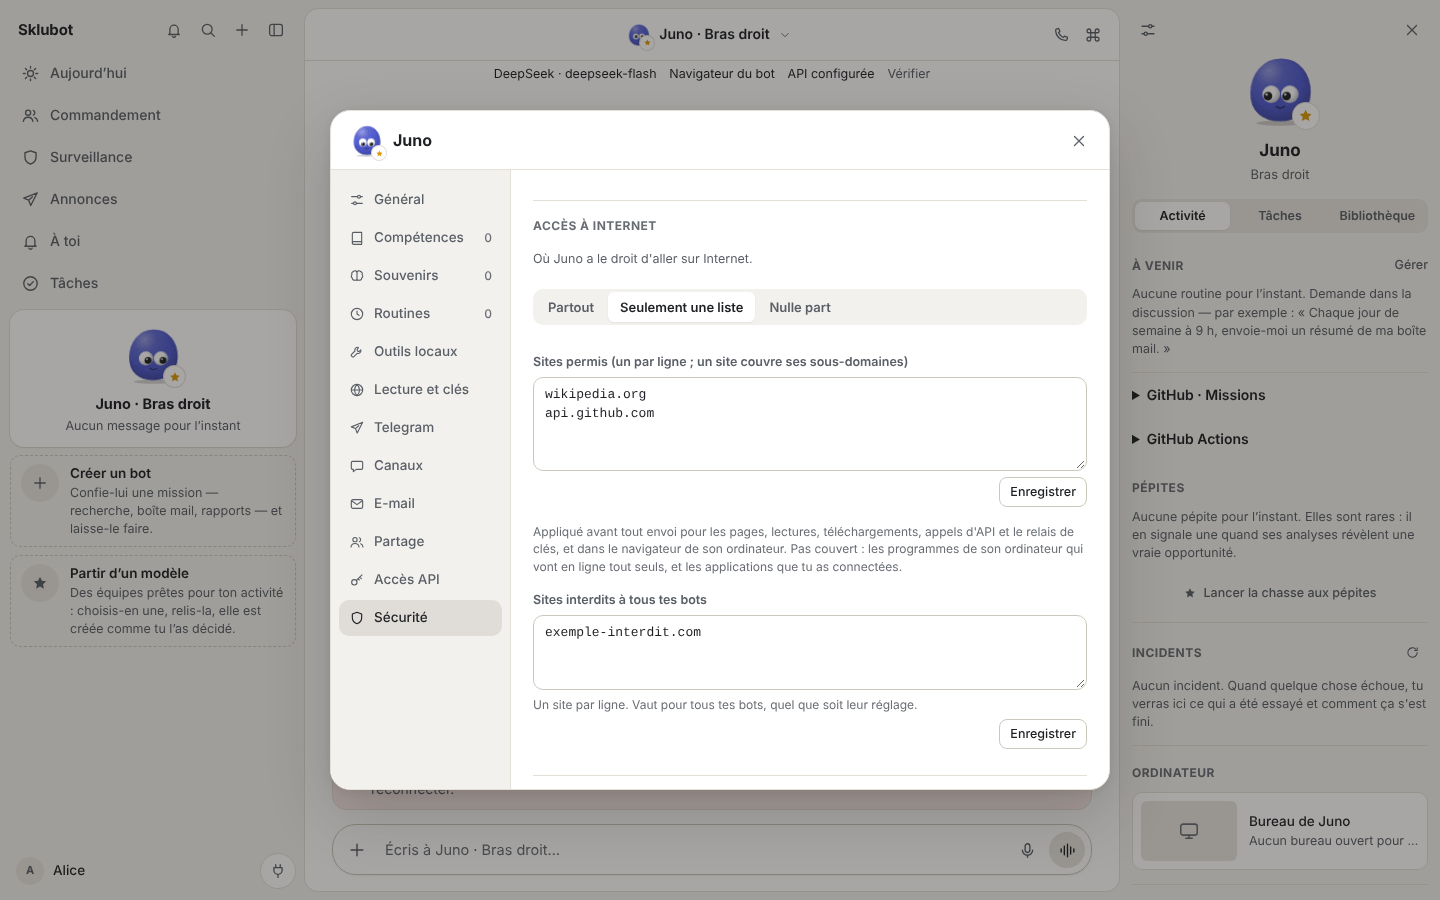 Sklubot
Aujourd’hui
Commandement
Surveillance
Annonces
À toi
Tâches
Juno · Bras droit
Aucun message pour l’instant
Créer un bot
Confie-lui une mission —
recherche, boîte mail, rapports — et
laisse-le faire.
Partir d’un modèle
Des équipes prêtes pour ton activité
: choisis-en une, relis-la, elle est
créée comme tu l’as décidé.
A
Alice
Juno · Bras droit
DeepSeek · deepseek-flash Navigateur du bot API configurée Vérifier
Juno
Général
Compétences 0
Souvenirs 0
Routines 0
Outils locaux
Lecture et clés
Telegram
Canaux
E-mail
Partage
Accès API
Sécurité
ACCÈS À INTERNET
Où Juno a le droit d'aller sur Internet.
Partout Seulement une liste Nulle part
Sites permis (un par ligne ; un site couvre ses sous-domaines)
wikipedia.org
api.github.com
Enregistrer
Appliqué avant tout envoi pour les pages, lectures, téléchargements, appels d'API et le relais de
clés, et dans le navigateur de son ordinateur. Pas couvert : les programmes de son ordinateur qui
vont en ligne tout seuls, et les applications que tu as connectées.
Sites interdits à tous tes bots
exemple-interdit.com
Un site par ligne. Vaut pour tous tes bots, quel que soit leur réglage.
Enregistrer
reconnecter.
Écris à Juno · Bras droit...
Juno
Bras droit
Activité Tâches Bibliothèque
À VENIR Gérer
Aucune routine pour l’instant. Demande dans la
discussion — par exemple : « Chaque jour de
semaine à 9 h, envoie-moi un résumé de ma boîte
mail. »
GitHub · Missions
GitHub Actions
PÉPITES
Aucune pépite pour l’instant. Elles sont rares : il
en signale une quand ses analyses révèlent une
vraie opportunité.
Lancer la chasse aux pépites
INCIDENTS
Aucun incident. Quand quelque chose échoue, tu
verras ici ce qui a été essayé et comment ça s'est
fini.
ORDINATEUR
Bureau de Juno
Aucun bureau ouvert pour ...